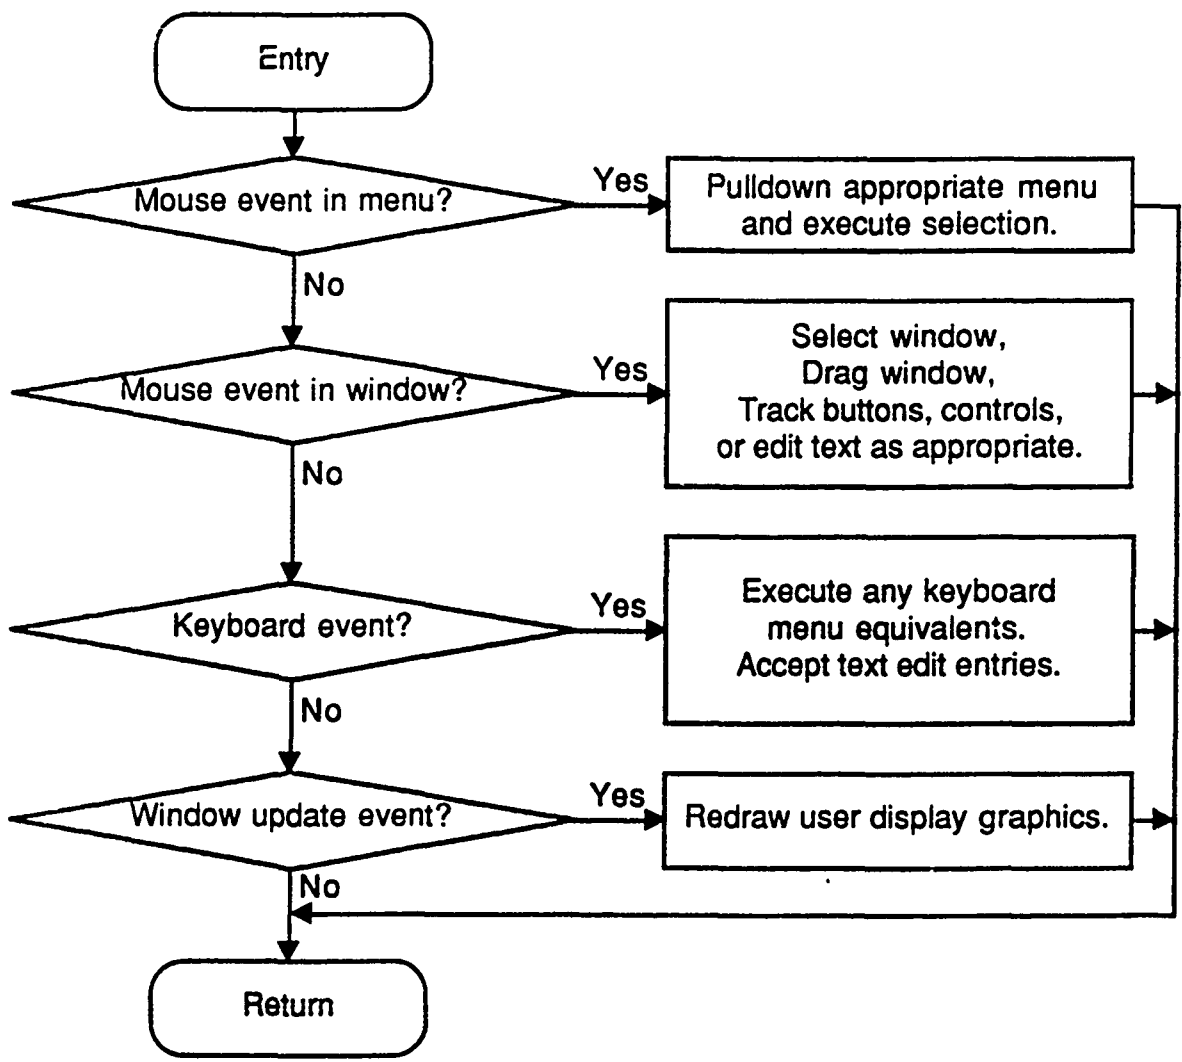 Entry
Mouse event in menu?
Yes
Pulldown appropriate menu
and execute selection.
No
Mouse event in window?
Yes
Select window,
Drag window,
Track buttons, controls,
or edit text as appropriate.
No
Keyboard event?
Yes
Execute any keyboard
menu equivalents.
Accept text edit entries.
No
Window update event?
Yes
Redraw user display graphics.
No
Return